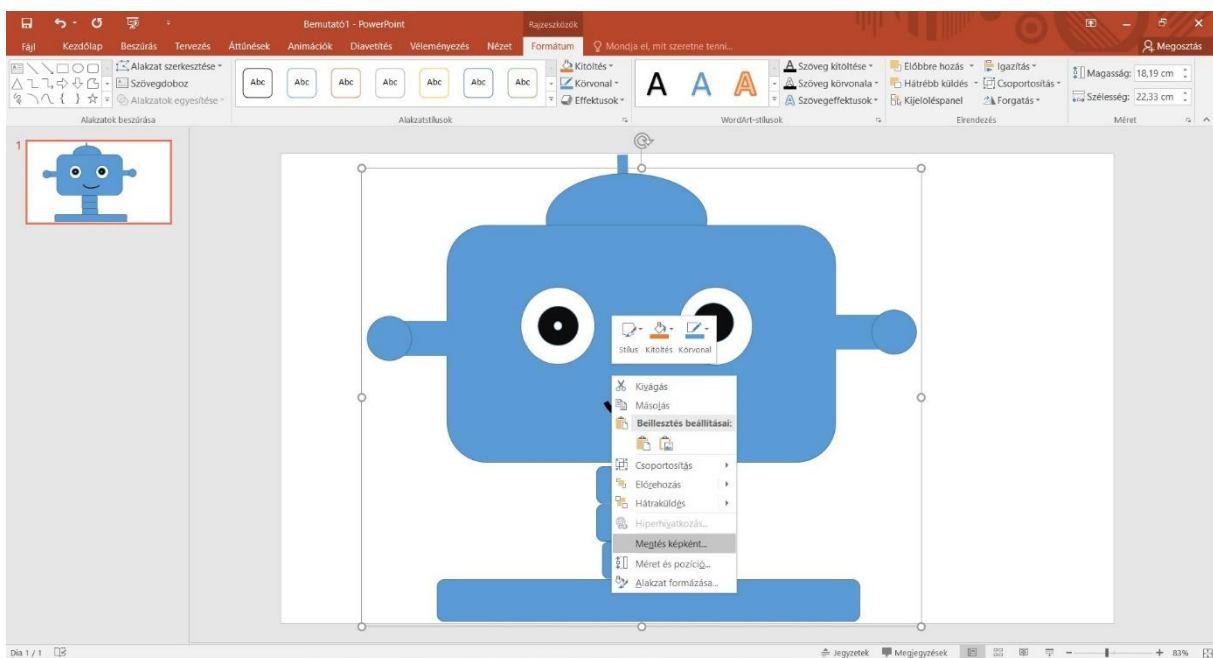 Bemutató1 - PowerPoint
Rajzeszközök
Fájl Kezdőlap Beszúrás Tervezés Áttűnések Animációk Diavetítés Véleményezés Nézet Formátum Mondja el, mit szeretne tenni... Megosztás
Alakzat szerkesztése
Szövegdoboz
Alakzatok egyesítése
Alakzatok beszúrása
Abc Abc Abc Abc Abc Abc Abc
Kitöltés
Körvonal
Effektusok
Alakzatstílusok
A A A
Szöveg kitöltése
Szöveg körvonala
Szövegeffektusok
WordArt-stílusok
Előbbre hozás
Hátrébb küldés
Kijelöléspanel
Igazítás
Csoportosítás
Forgatás
Elrendezés
Magasság: 18,19 cm
Szélesség: 22,33 cm
Méret
1
Stílus Kitöltés Körvonal
Kivágás
Másolás
Beillesztés beállításai:
Csoportosítás
Előrehozás
Hátraküldés
Hiperhivatkozás...
Mentés képként...
Méret és pozíció...
Alakzat formázása...
Dia 1 / 1
Jegyzetek Megjegyzések 83%